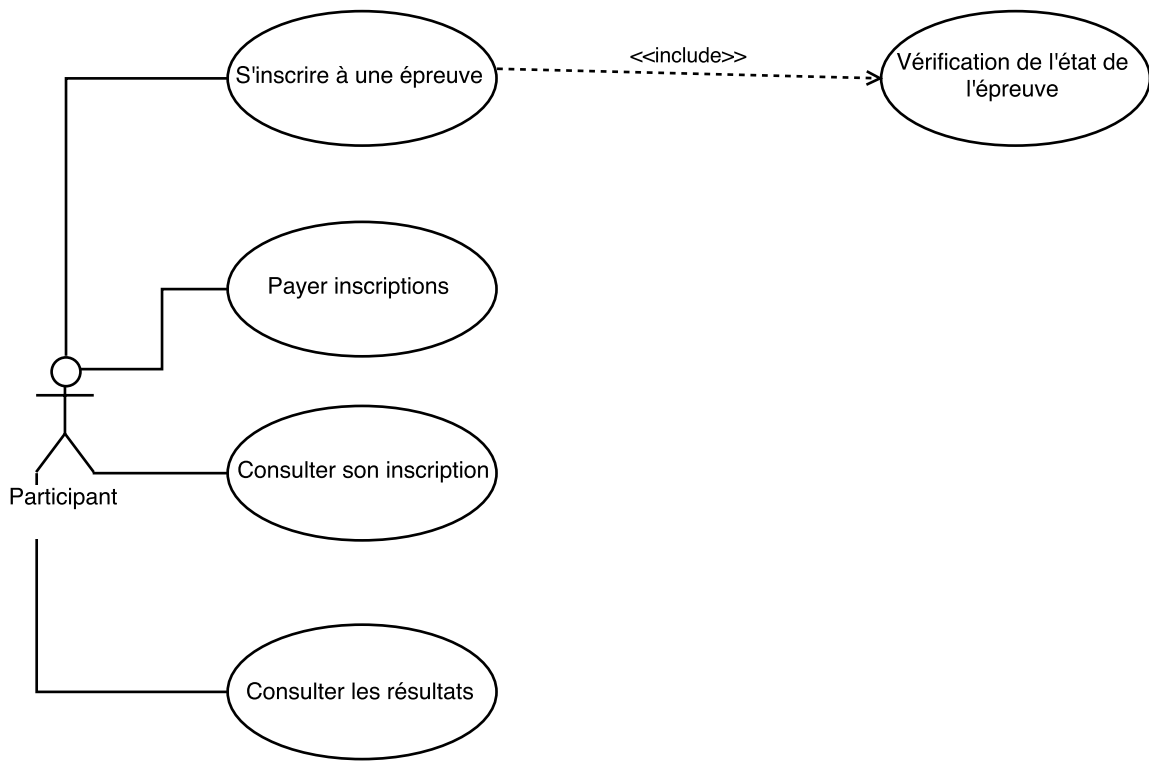 S'inscrire à une épreuve
<<include>>
Vérification de l'état de
l'épreuve
Payer inscriptions
Consulter son inscription
Participant
Consulter les résultats